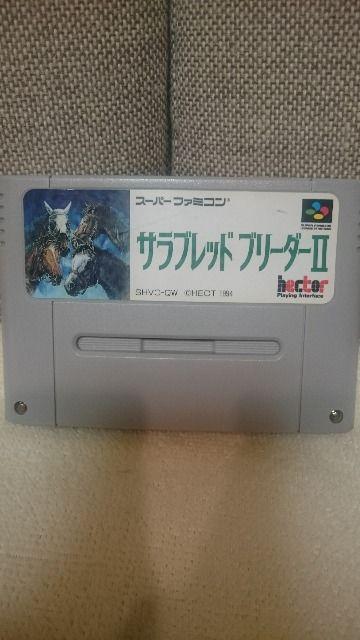 スーパーファミコン®
サラブレッド ブリーダーII
SHVC-QW ©HECT 1994
hector
Playing Interface